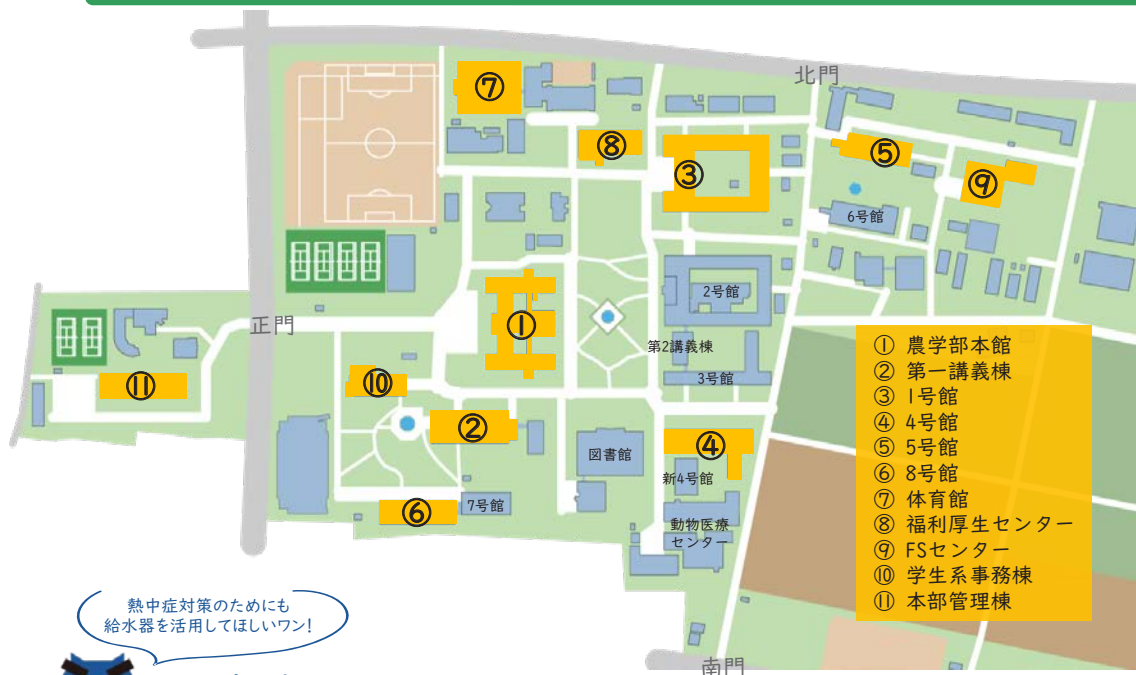 北門
⑦
⑧
③
⑤
⑨
6号館
2号館
正門
①
第2講義棟
3号館
⑪
⑩
②
④
図書館
新4号館
⑥
7号館
動物医療
センター
南門
① 農学部本館
② 第一講義棟
③ 1号館
④ 4号館
⑤ 5号館
⑥ 8号館
⑦ 体育館
⑧ 福利厚生センター
⑨ FSセンター
⑩ 学生系事務棟
⑪ 本部管理棟
熱中症対策のためにも
給水器を活用してほしいワン!